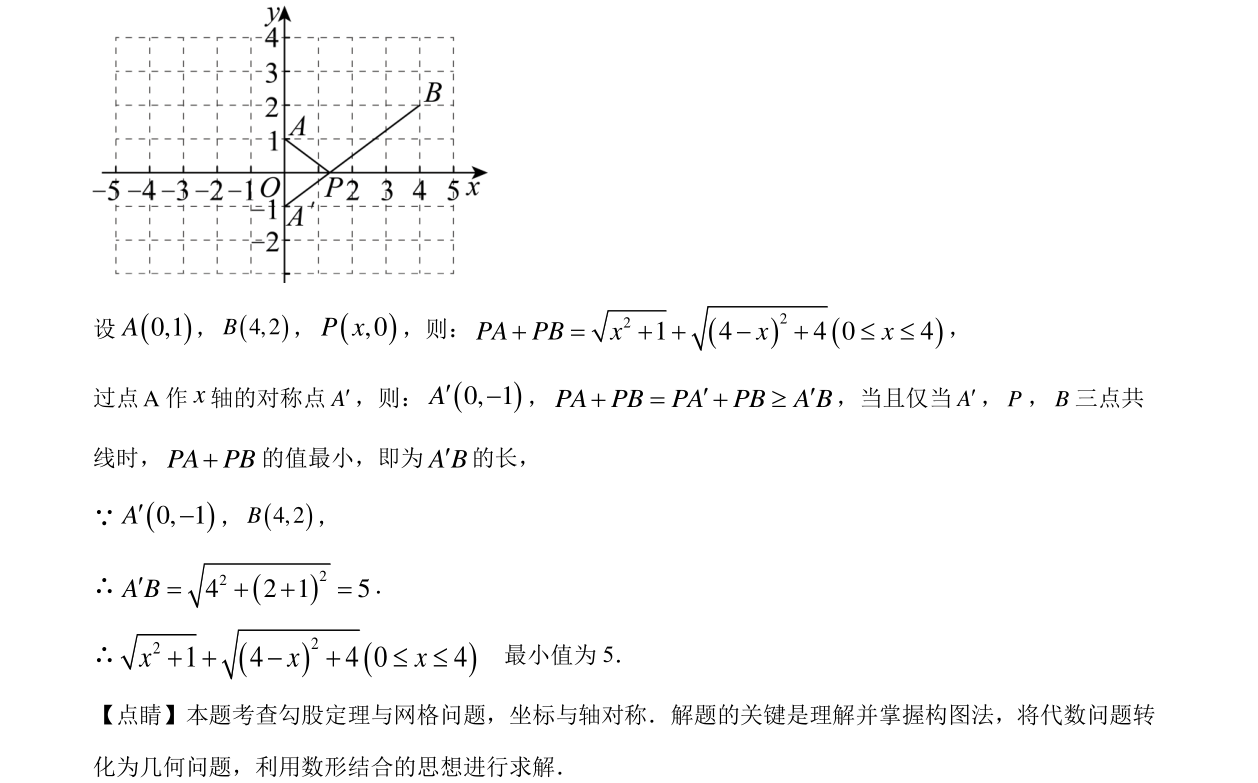 y
4
3
2
B
1
A
−5 −4 −3 −2 −1 O P 2 3 4 5 x
−1 A′
−2
设 A(0,1)，B(4,2)，P(x,0)，则：PA+PB=√(x²+1)+√((4−x)²+4)(0≤x≤4)，
过点 A 作 x 轴的对称点 A′，则：A′(0,−1)，PA+PB=PA′+PB≥A′B，当且仅当 A′，P，B 三点共
线时，PA+PB 的值最小，即为 A′B 的长，
∵ A′(0,−1)，B(4,2)，
∴ A′B=√(4²+(2+1)²)=5．
∴ √(x²+1)+√((4−x)²+4)(0≤x≤4) 最小值为 5．
【点睛】本题考查勾股定理与网格问题，坐标与轴对称．解题的关键是理解并掌握构图法，将代数问题转
化为几何问题，利用数形结合的思想进行求解．